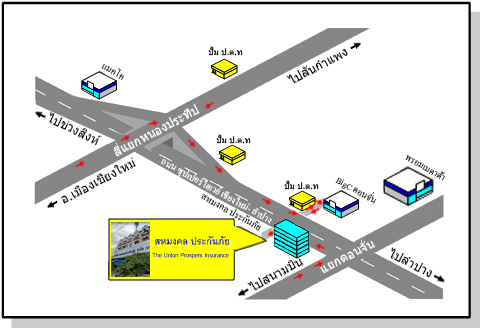 ปั๊ม ป.ต.ท
แมคโค
ไปสันกำแพง
ไปช่วงสิงห์
สี่แยกหนองประทีป
ปั๊ม ป.ต.ท
อ.เมืองเชียงใหม่
ถนน ซุปเปอร์ไฮเวย์ เชียงใหม่-ลำปาง
สหมงคล ประกันภัย
ปั๊ม ป.ต.ท
BigC ดอนจั่น
พรอพเบตดำ
สหมงคล ประกันภัย
The Union Prospers Insurance
ไปสนามบิน
แยกดอนจั่น
ไปลำปาง